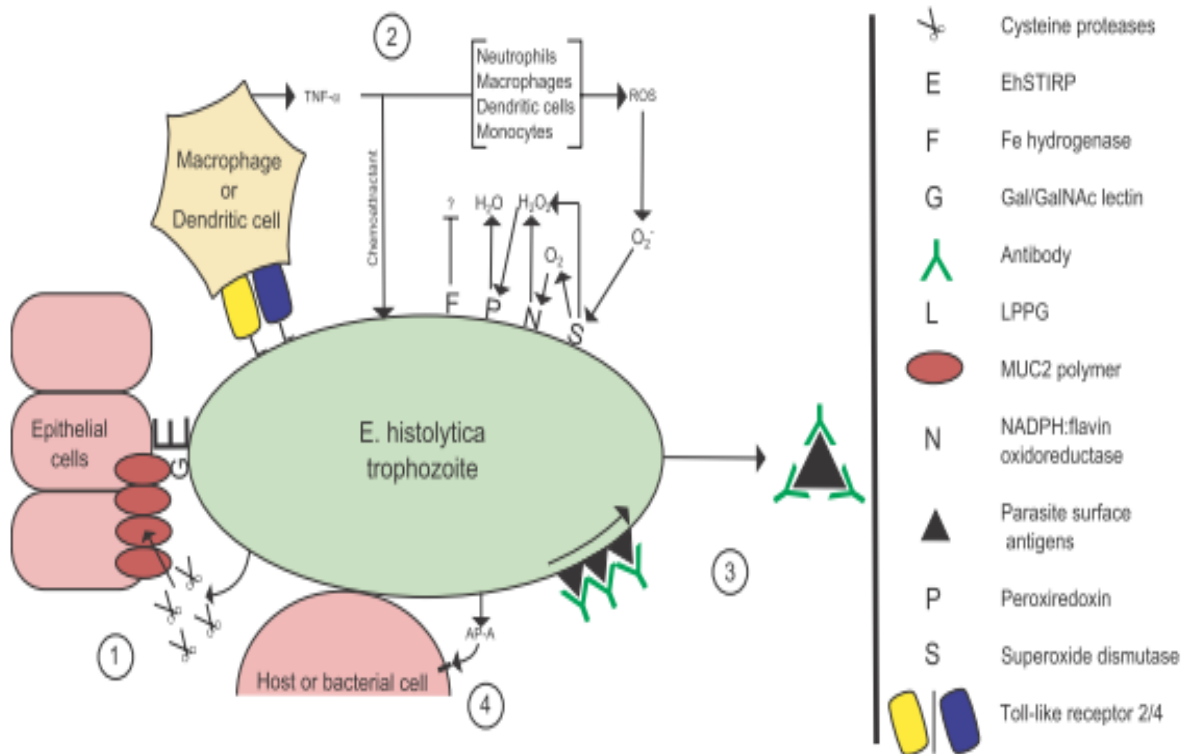 2
Neutrophils
Macrophages
Dendritic cells
Monocytes
TNF-α
ROS
Macrophage
or
Dendritic cell
Chemoattractant
?
H2O
H2O2
O2
O2-
F
P
N
S
Epithelial
cells
E
G
L
L
E. histolytica
trophozoite
3
1
AP-A
Host or bacterial cell
4
Cysteine proteases
E
EhSTIRP
F
Fe hydrogenase
G
Gal/GalNAc lectin
Antibody
L
LPPG
MUC2 polymer
N
NADPH:flavin
oxidoreductase
Parasite surface
antigens
P
Peroxiredoxin
S
Superoxide dismutase
Toll-like receptor 2/4